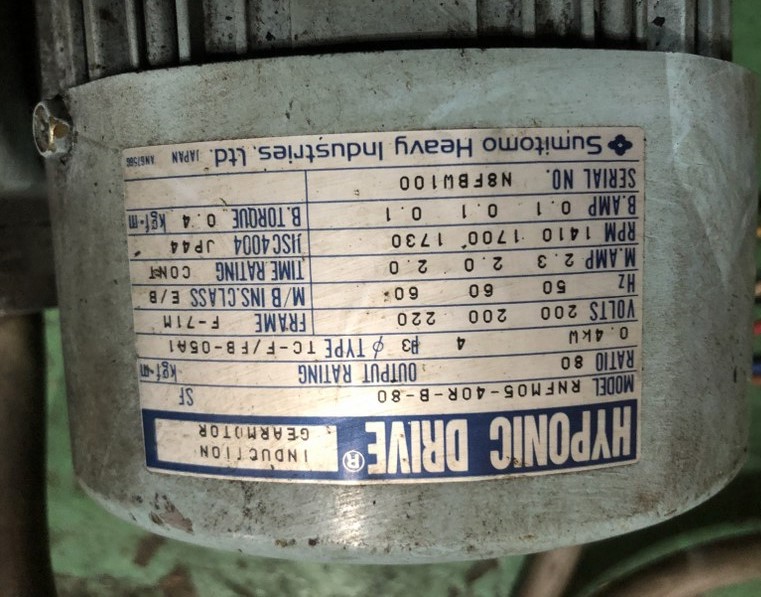 HYPONIC DRIVE® INDUCTION GEARMOTOR
MODEL RNFM05-40R-B-80 SF
RATIO 80 OUTPUT RATING kgf·m
0.4kW 4 P3 φ TYPE TC-F/FB-05A1
VOLTS 200 200 220 FRAME F-71M
Hz 50 60 60 M/B INS.CLASS E/B
M.AMP 2.3 2.0 2.0 TIME RATING CONT
RPM 1410 1700 1730 HSC4004 JP44
B.AMP 0.1 0.1 0.1 B.TORQUE 0.4 kgf·m
SERIAL NO. N8FBW100
Sumitomo Heavy Industries, Ltd. JAPAN